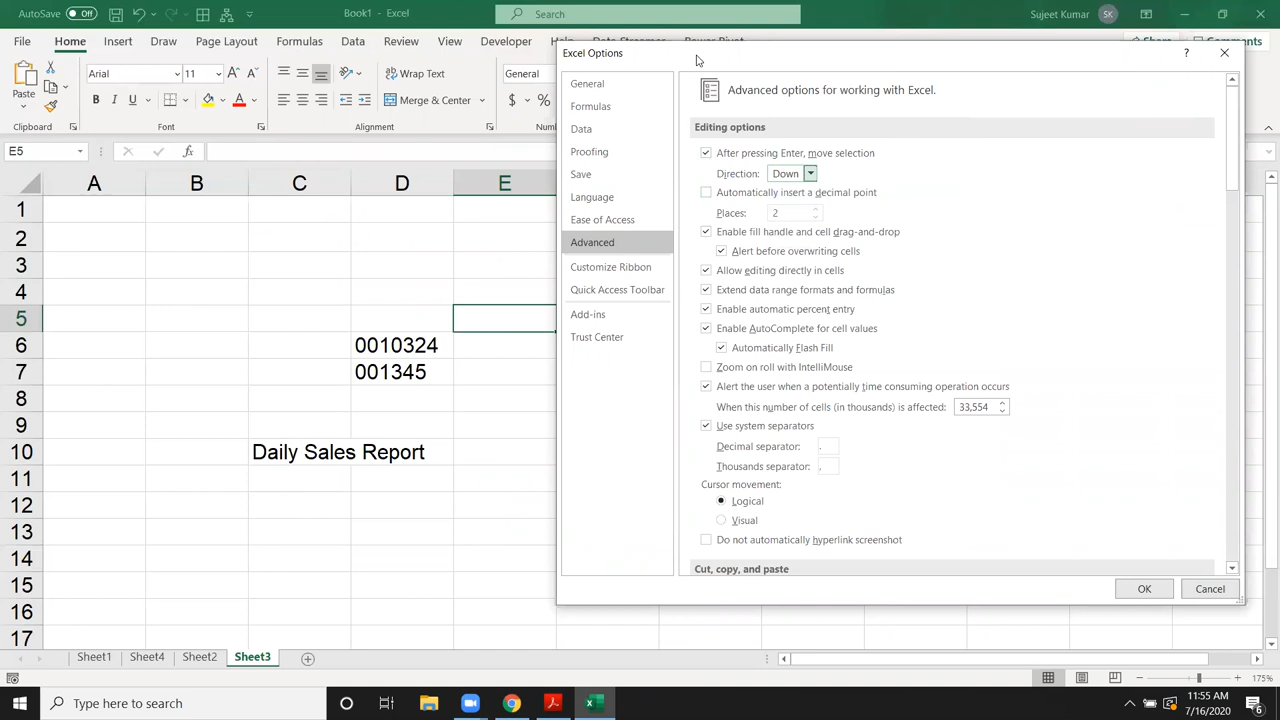 AutoSave Off Book1 - Excel Search Sujeet Kumar SK
File Home Insert Draw Page Layout Formulas Data Review View Developer Help Data Streamer Power Pivot Share Comments
Paste Arial 11 Wrap Text General
B I U Merge & Center $ %
Clipboard Font Alignment
E5 fx
A B C D E
1
2
3
4
5
6 0010324
7 001345
8
9
10 Daily Sales Report
11
12
13
14
15
16
17
Excel Options ?
General
Formulas
Data
Proofing
Save
Language
Ease of Access
Advanced
Customize Ribbon
Quick Access Toolbar
Add-ins
Trust Center
Advanced options for working with Excel.
Editing options
After pressing Enter, move selection
Direction: Down
Automatically insert a decimal point
Places: 2
Enable fill handle and cell drag-and-drop
Alert before overwriting cells
Allow editing directly in cells
Extend data range formats and formulas
Enable automatic percent entry
Enable AutoComplete for cell values
Automatically Flash Fill
Zoom on roll with IntelliMouse
Alert the user when a potentially time consuming operation occurs
When this number of cells (in thousands) is affected: 33,554
Use system separators
Decimal separator: .
Thousands separator: ,
Cursor movement:
Logical
Visual
Do not automatically hyperlink screenshot
Cut, copy, and paste
OK Cancel
Sheet1 Sheet4 Sheet2 Sheet3
175%
Type here to search
11:55 AM
7/16/2020
6